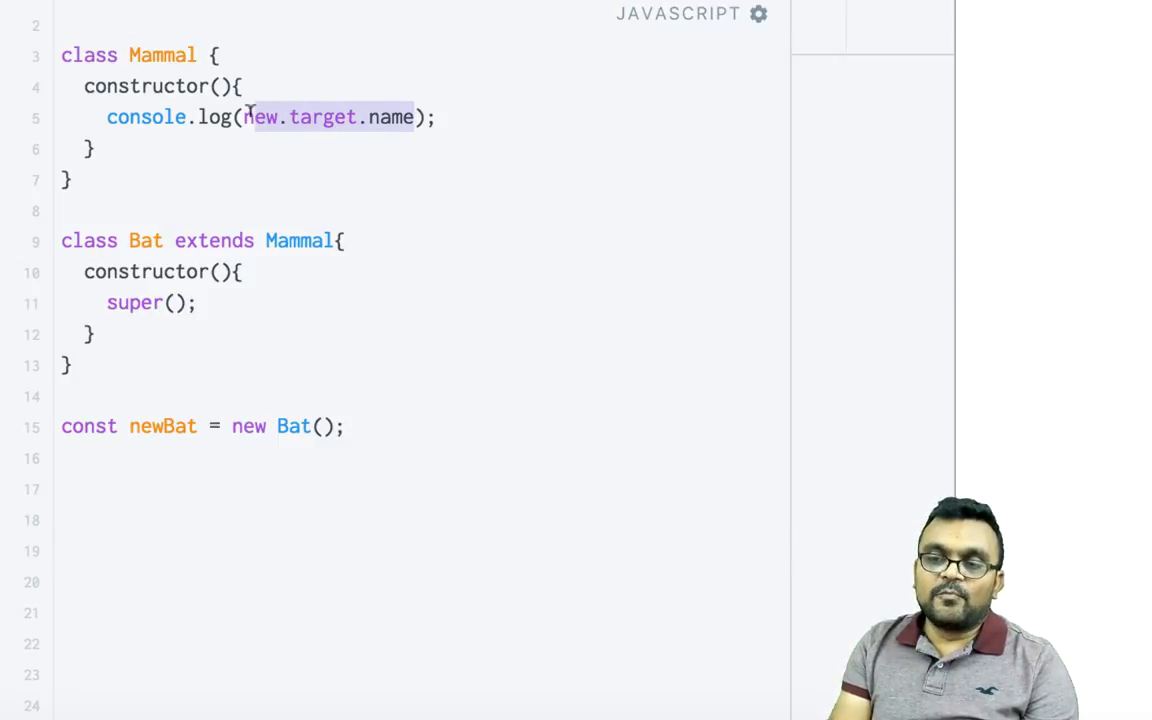 JAVASCRIPT
2
3 class Mammal {
4 constructor(){
5 console.log(new.target.name);
6 }
7 }
8
9 class Bat extends Mammal{
10 constructor(){
11 super();
12 }
13 }
14
15 const newBat = new Bat();
16
17
18
19
20
21
22
23
24